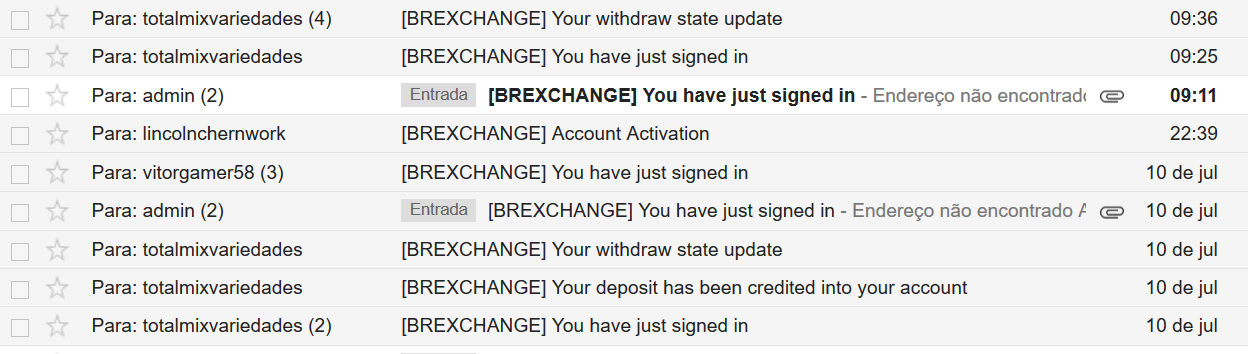 Para: totalmixvariedades (4) [BREXCHANGE] Your withdraw state update 09:36
Para: totalmixvariedades [BREXCHANGE] You have just signed in 09:25
Para: admin (2) Entrada [BREXCHANGE] You have just signed in - Endereço não encontrado 09:11
Para: lincolnchernwork [BREXCHANGE] Account Activation 22:39
Para: vitorgamer58 (3) [BREXCHANGE] You have just signed in 10 de jul
Para: admin (2) Entrada [BREXCHANGE] You have just signed in - Endereço não encontrado A 10 de jul
Para: totalmixvariedades [BREXCHANGE] Your withdraw state update 10 de jul
Para: totalmixvariedades [BREXCHANGE] Your deposit has been credited into your account 10 de jul
Para: totalmixvariedades (2) [BREXCHANGE] You have just signed in 10 de jul